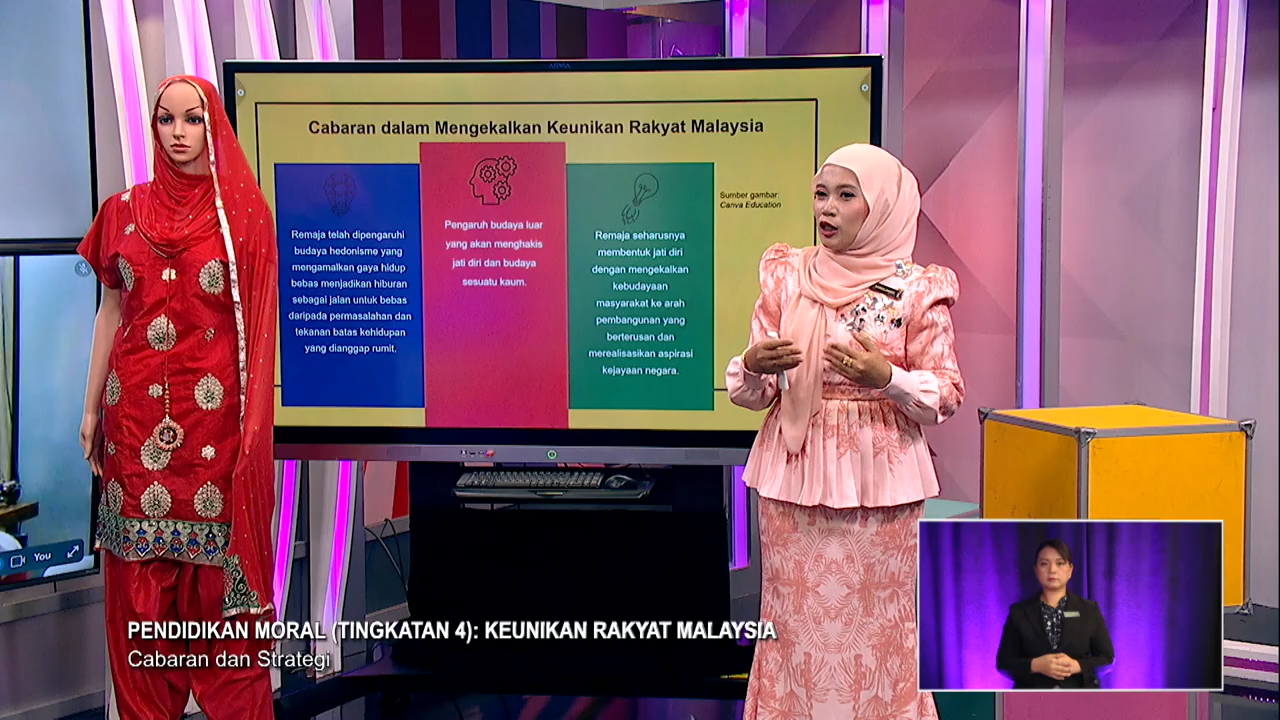 Cabaran dalam Mengekalkan Keunikan Rakyat Malaysia
Remaja telah dipengaruhi
budaya hedonisme yang
mengamalkan gaya hidup
bebas menjadikan hiburan
sebagai jalan untuk bebas
daripada permasalahan dan
tekanan batas kehidupan
yang dianggap rumit.
Pengaruh budaya luar
yang akan menghakis
jati diri dan budaya
sesuatu kaum.
Remaja seharusnya
membentuk jati diri
dengan mengekalkan
kebudayaan
masyarakat ke arah
pembangunan yang
berterusan dan
merealisasikan aspirasi
kejayaan negara.
Sumber gambar:
Canva Education
You
PENDIDIKAN MORAL (TINGKATAN 4): KEUNIKAN RAKYAT MALAYSIA
Cabaran dan Strategi